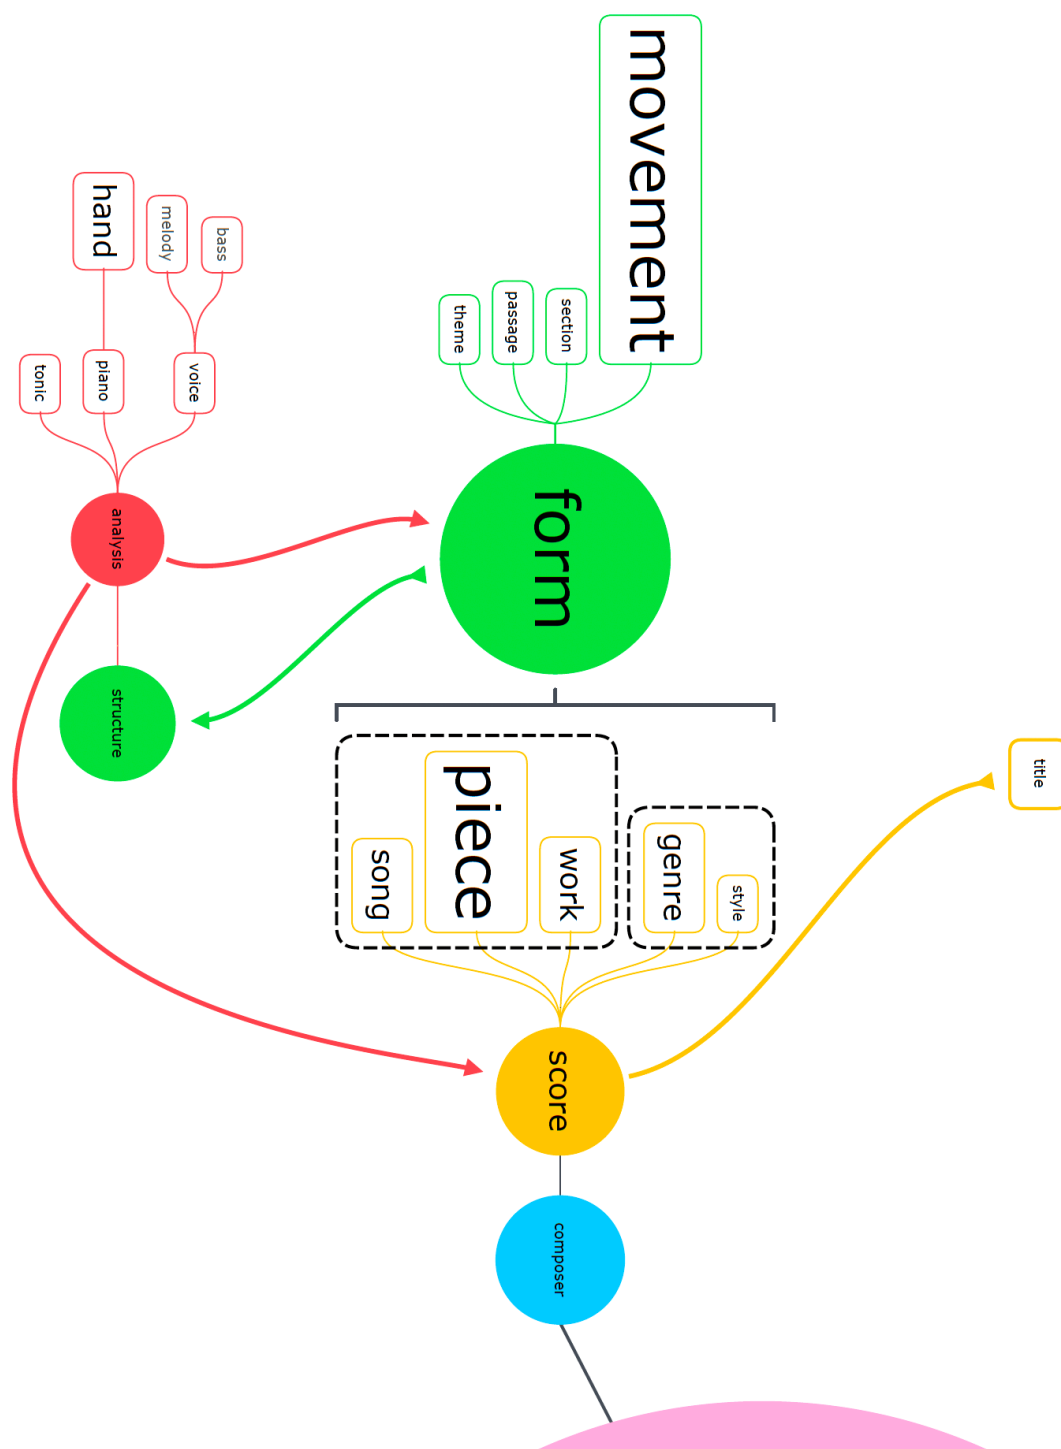 movement
section
passage
theme
form
bass
melody
hand
voice
piano
tonic
analysis
structure
title
style
genre
work
piece
song
score
composer